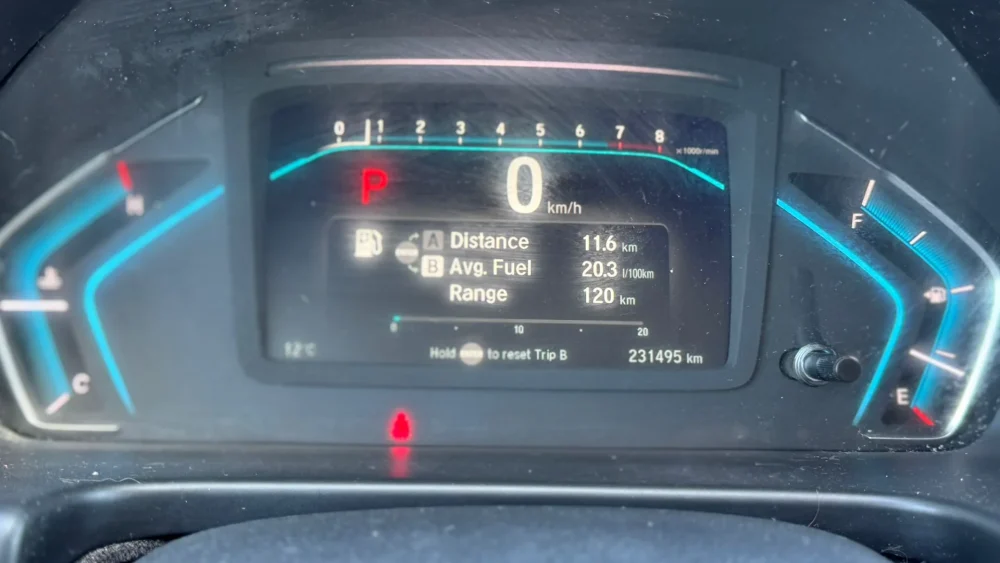 0 1 2 3 4 5 6 7 8
×1000r/min
P
0 km/h
H
F
A Distance 11.6 km
B Avg. Fuel 20.3 l/100km
Range 120 km
0 10 20
Hold to reset Trip B
12°C
231495 km
C
E